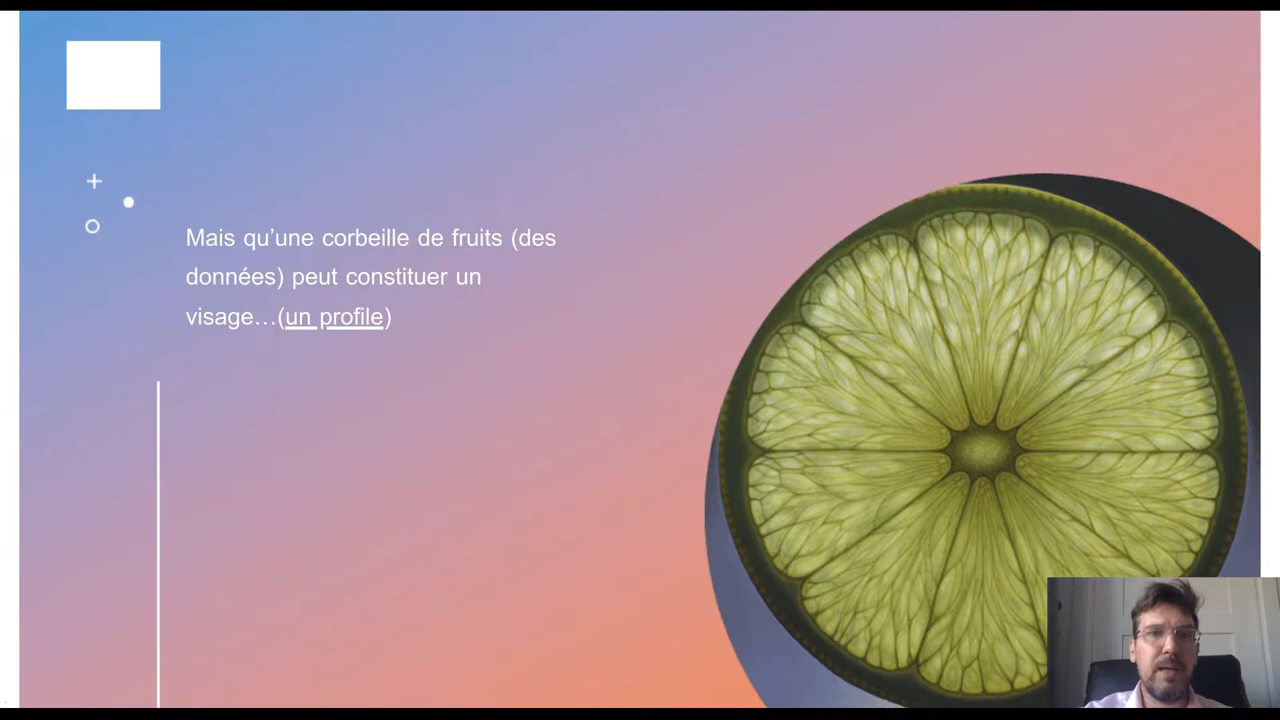 Mais qu’une corbeille de fruits (des
données) peut constituer un
visage…(un profile)